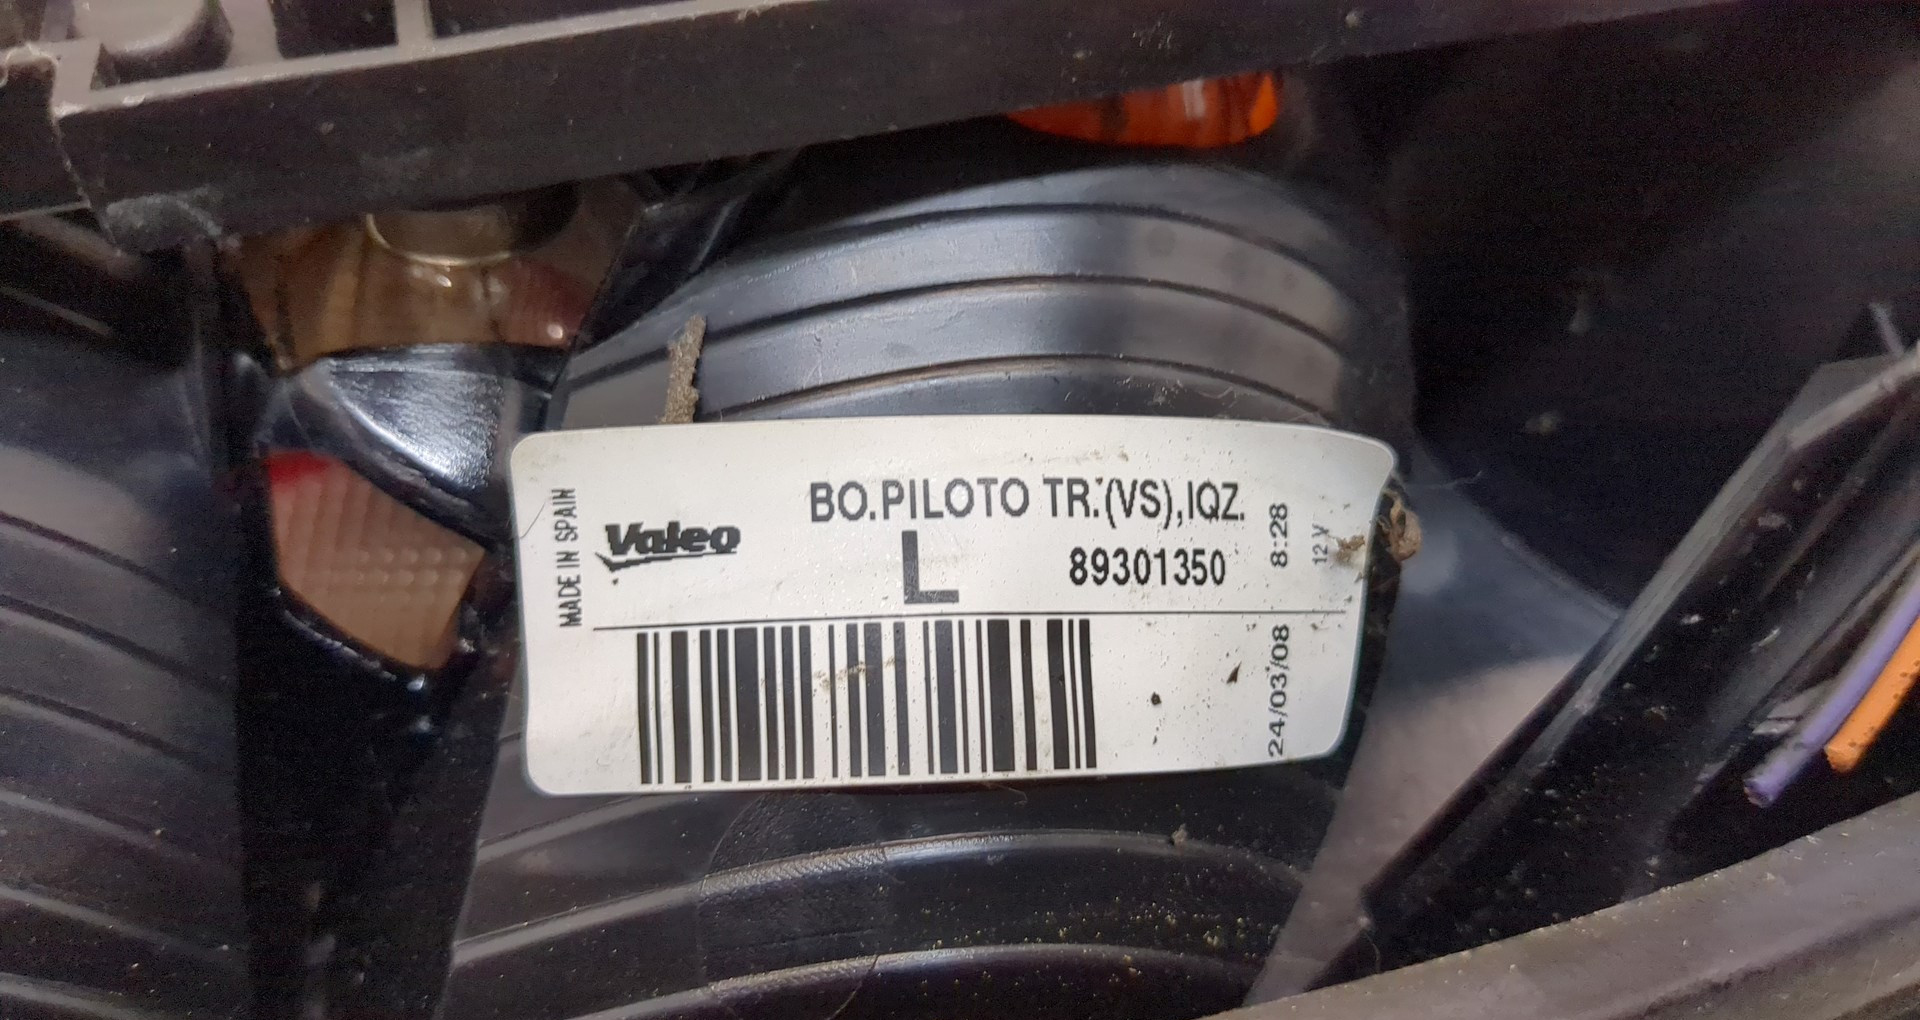 MADE IN SPAIN
Valeo
BO.PILOTO TR.(VS),IQZ.
L
89301350
8:28
12 V
24/03/08